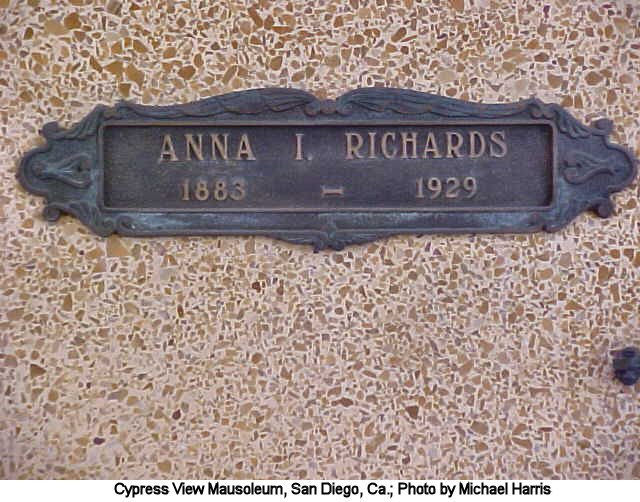 ANNA I. RICHARDS
1883 – 1929
Cypress View Mausoleum, San Diego, Ca.; Photo by Michael Harris